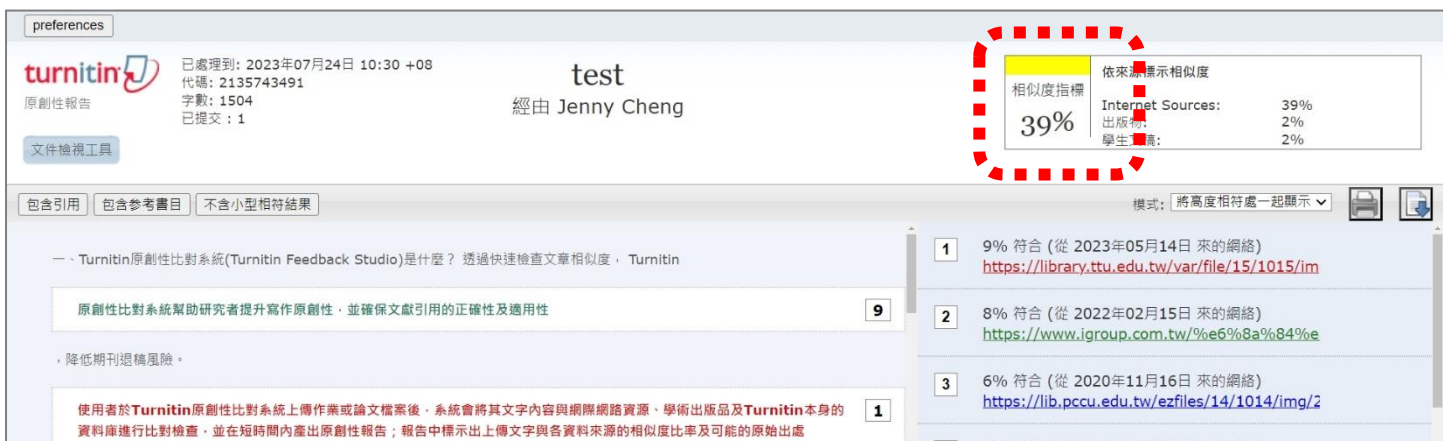 preferences
turnitin
原創性報告
文件檢視工具
已處理到: 2023年07月24日 10:30 +08
代碼: 2135743491
字數: 1504
已提交 : 1
test
經由 Jenny Cheng
相似度指標
39%
依來源標示相似度
Internet Sources: 39%
出版物: 2%
學生文稿: 2%
包含引用 包含參考書目 不含小型相符結果
模式: 將高度相符處一起顯示
一、Turnitin原創性比對系統(Turnitin Feedback Studio)是什麼？ 透過快速檢查文章相似度， Turnitin
原創性比對系統幫助研究者提升寫作原創性，並確保文獻引用的正確性及適用性 9
，降低期刊退稿風險。
使用者於Turnitin原創性比對系統上傳作業或論文檔案後，系統會將其文字內容與網際網路資源、學術出版品及Turnitin本身的 1
資料庫進行比對檢查，並在短時間內產出原創性報告；報告中標示出上傳文字與各資料來源的相似度比率及可能的原始出處
1 9% 符合 (從 2023年05月14日 來的網絡)
https://library.ttu.edu.tw/var/file/15/1015/im
2 8% 符合 (從 2022年02月15日 來的網絡)
https://www.igroup.com.tw/%e6%8a%84%e
3 6% 符合 (從 2020年11月16日 來的網絡)
https://lib.pccu.edu.tw/ezfiles/14/1014/img/2